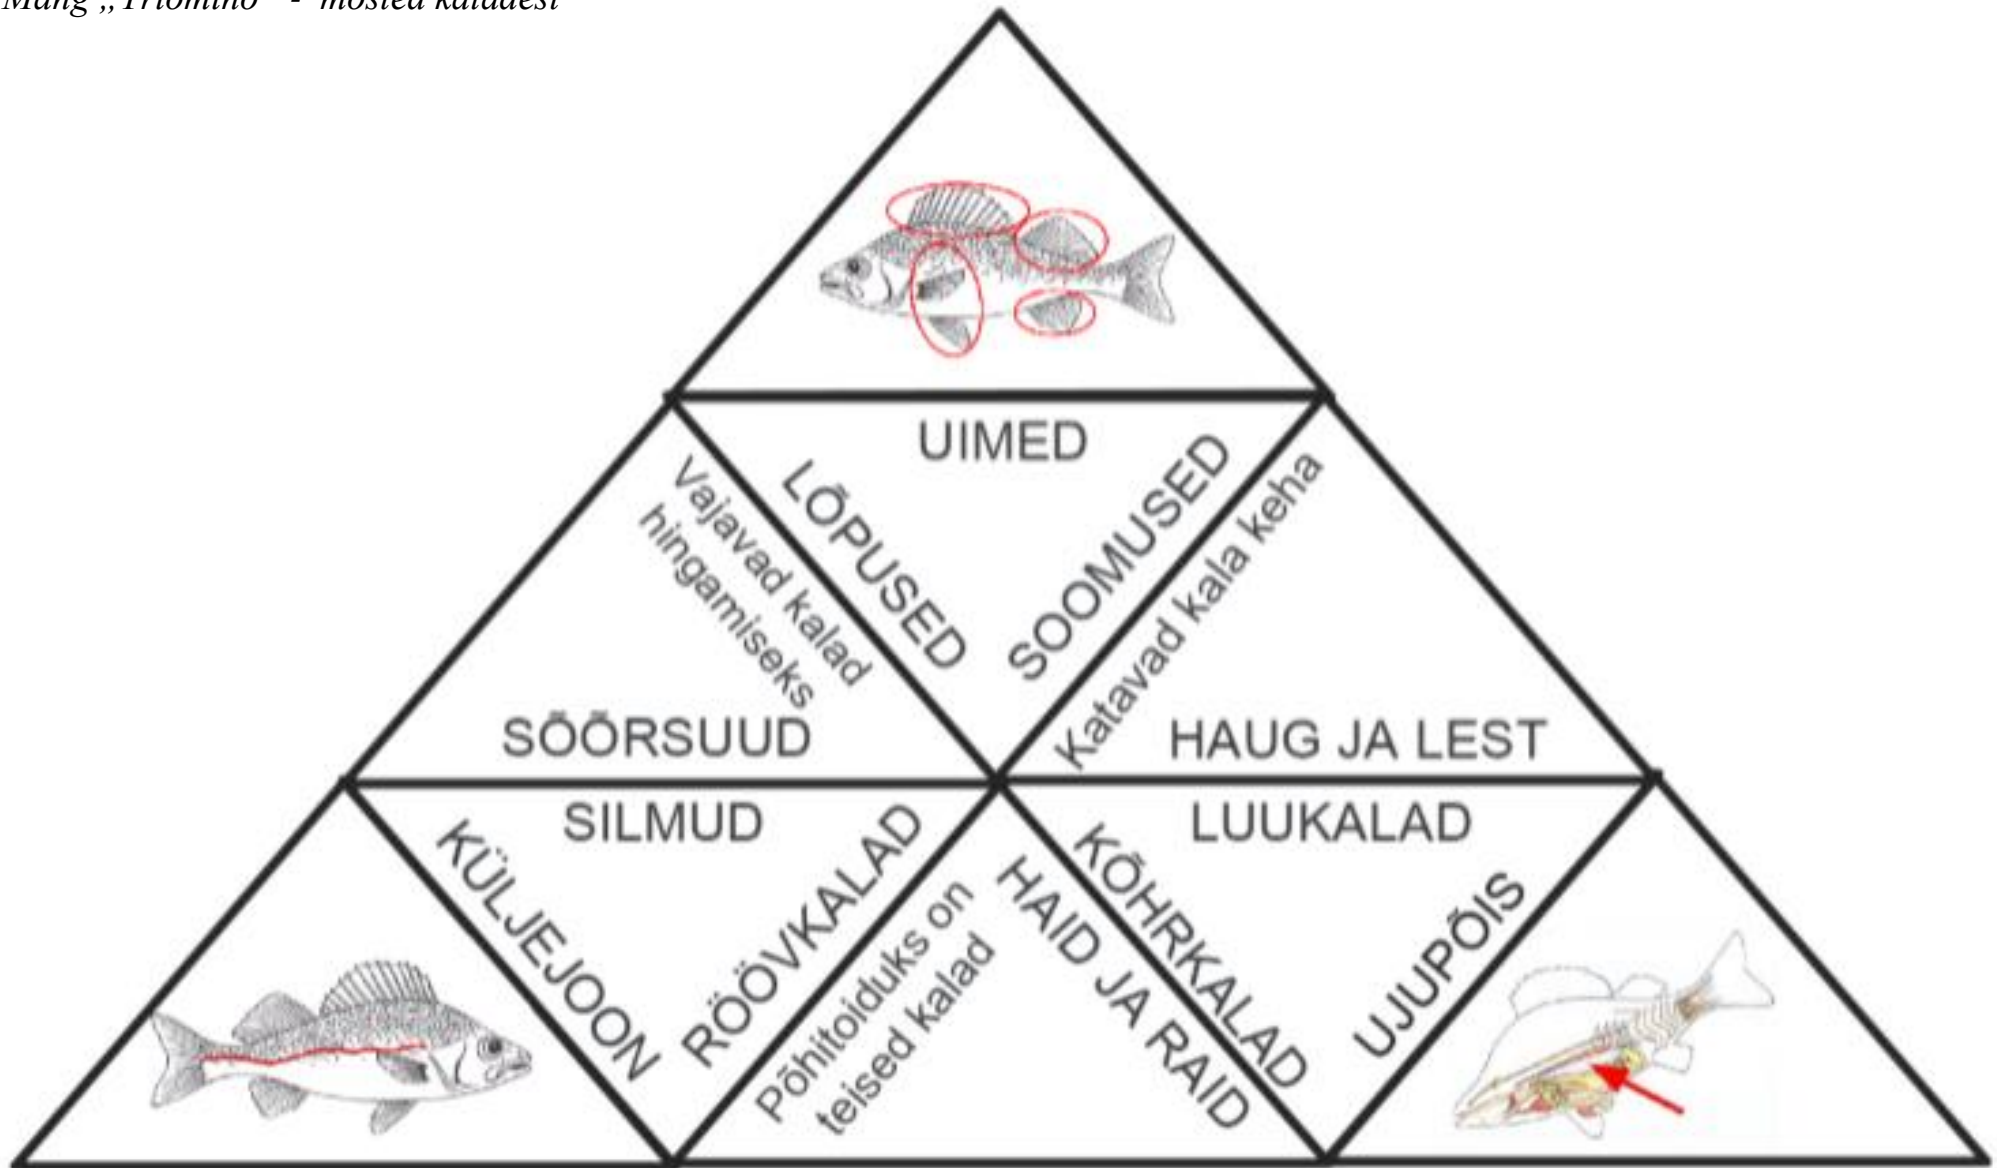 Mäng „Triomino" - mõsted kaladest
UIMED
LÕPUSED
SOOMUSED
Vajavad kalad
hingamiseks
SÕÕRSUUD
Katavad kala keha
HAUG JA LEST
SILMUD
KÜLJEJOON
RÖÖVKALAD
Põhitoiduks on
teised kalad
HAID JA RAID
LUUKALAD
KÕHRKALAD
UJUPÕIS